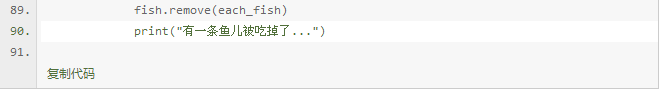 89.             fish.remove(each_fish)
90.             print("有一条鱼儿被吃掉了...")
91.
复制代码